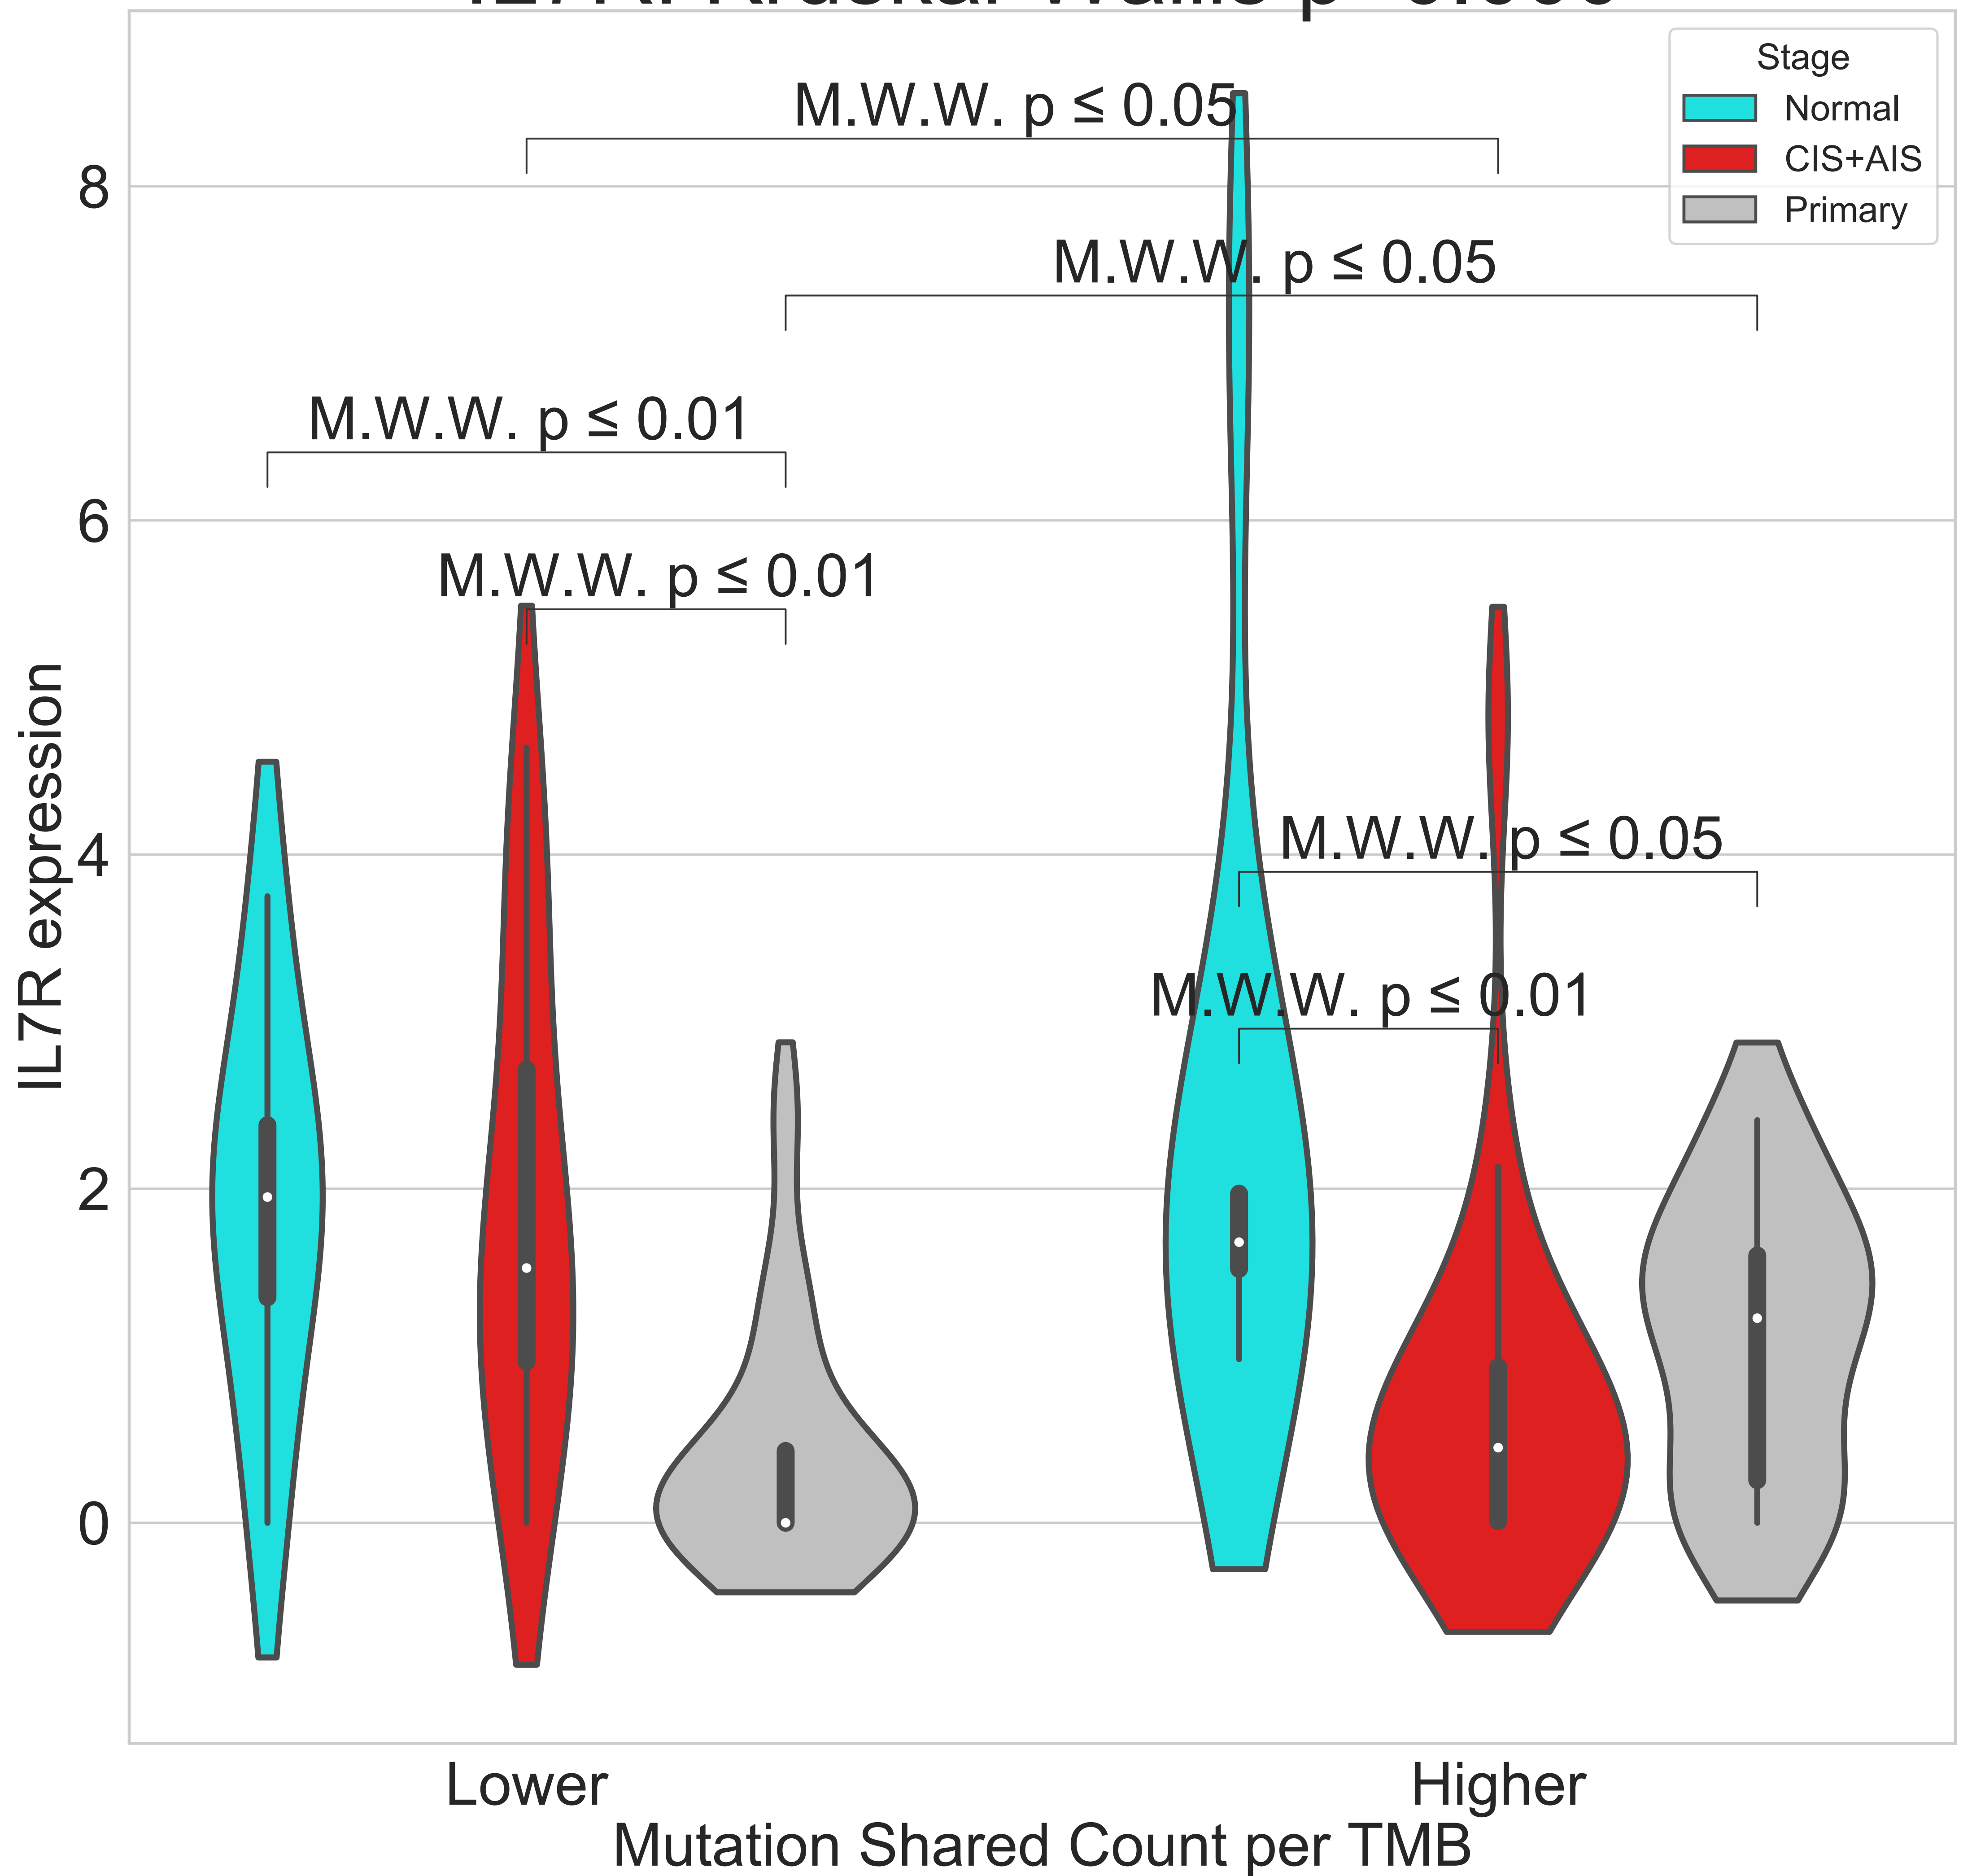 Stage
Normal
CIS+AIS
Primary
M.W.W. p ≤ 0.05
M.W.W. p ≤ 0.05
M.W.W. p ≤ 0.01
M.W.W. p ≤ 0.01
M.W.W. p ≤ 0.05
M.W.W. p ≤ 0.01
8
6
4
2
0
IL7R expression
Lower
Higher
Mutation Shared Count per TMB